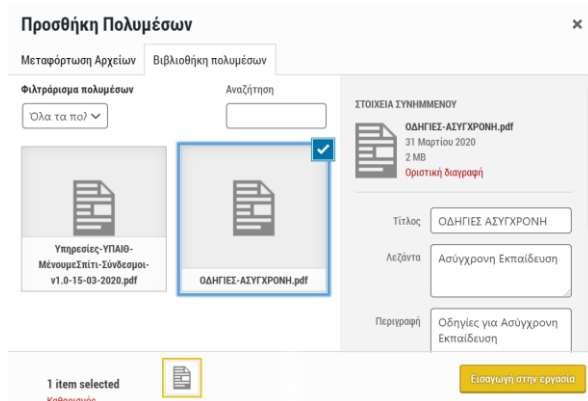 Προσθήκη Πολυμέσων
×
Μεταφόρτωση Αρχείων Βιβλιοθήκη πολυμέσων
Φιλτράρισμα πολυμέσων Αναζήτηση
Όλα τα πολ
Υπηρεσίες-ΥΠΑΙΘ-
ΜένουμεΣπίτι-Σύνδεσμοι-
v1.0-15-03-2020.pdf
ΟΔΗΓΙΕΣ-ΑΣΥΓΧΡΟΝΗ.pdf
ΣΤΟΙΧΕΙΑ ΣΥΝΗΜΜΕΝΟΥ
ΟΔΗΓΙΕΣ-ΑΣΥΓΧΡΟΝΗ.pdf
31 Μαρτίου 2020
2 MB
Οριστική διαγραφή
Τίτλος ΟΔΗΓΙΕΣ ΑΣΥΓΧΡΟΝΗ
Λεζάντα Ασύγχρονη Εκπαίδευση
Περιγραφή Οδηγίες για Ασύγχρονη
Εκπαίδευση
1 item selected
Καθαρισμός
Εισαγωγή στην εργασία